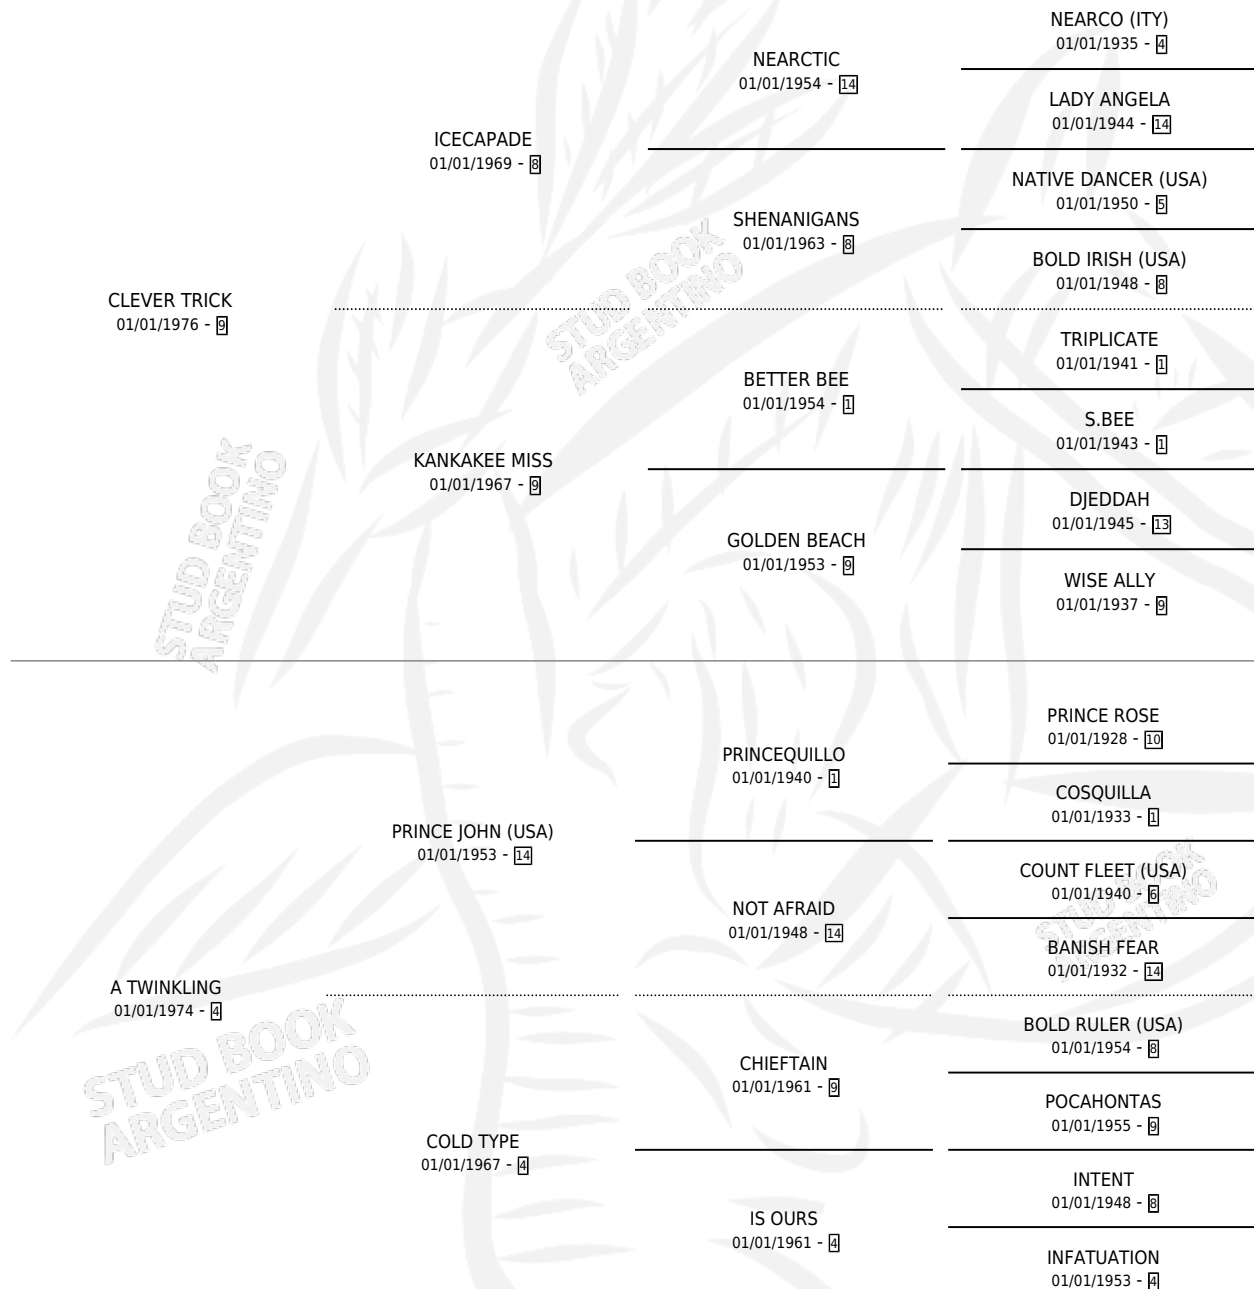 CLEVER TRICK
01/01/1976 - 9
ICECAPADE
01/01/1969 - 8
KANKAKEE MISS
01/01/1967 - 9
NEARCTIC
01/01/1954 - 14
SHENANIGANS
01/01/1963 - 8
BETTER BEE
01/01/1954 - 1
GOLDEN BEACH
01/01/1953 - 9
NEARCO (ITY)
01/01/1935 - 4
LADY ANGELA
01/01/1944 - 14
NATIVE DANCER (USA)
01/01/1950 - 5
BOLD IRISH (USA)
01/01/1948 - 8
TRIPLICATE
01/01/1941 - 1
S.BEE
01/01/1943 - 1
DJEDDAH
01/01/1945 - 13
WISE ALLY
01/01/1937 - 9
A TWINKLING
01/01/1974 - 4
PRINCE JOHN (USA)
01/01/1953 - 14
COLD TYPE
01/01/1967 - 4
PRINCEQUILLO
01/01/1940 - 1
NOT AFRAID
01/01/1948 - 14
CHIEFTAIN
01/01/1961 - 9
IS OURS
01/01/1961 - 4
PRINCE ROSE
01/01/1928 - 10
COSQUILLA
01/01/1933 - 1
COUNT FLEET (USA)
01/01/1940 - 6
BANISH FEAR
01/01/1932 - 14
BOLD RULER (USA)
01/01/1954 - 8
POCAHONTAS
01/01/1955 - 9
INTENT
01/01/1948 - 8
INFATUATION
01/01/1953 - 4
STUD BOOK
ARGENTINO
STUD BOOK
ARGENTINO
STUD BOOK
ARGENTINO
STUD BOOK
ARGENTINO